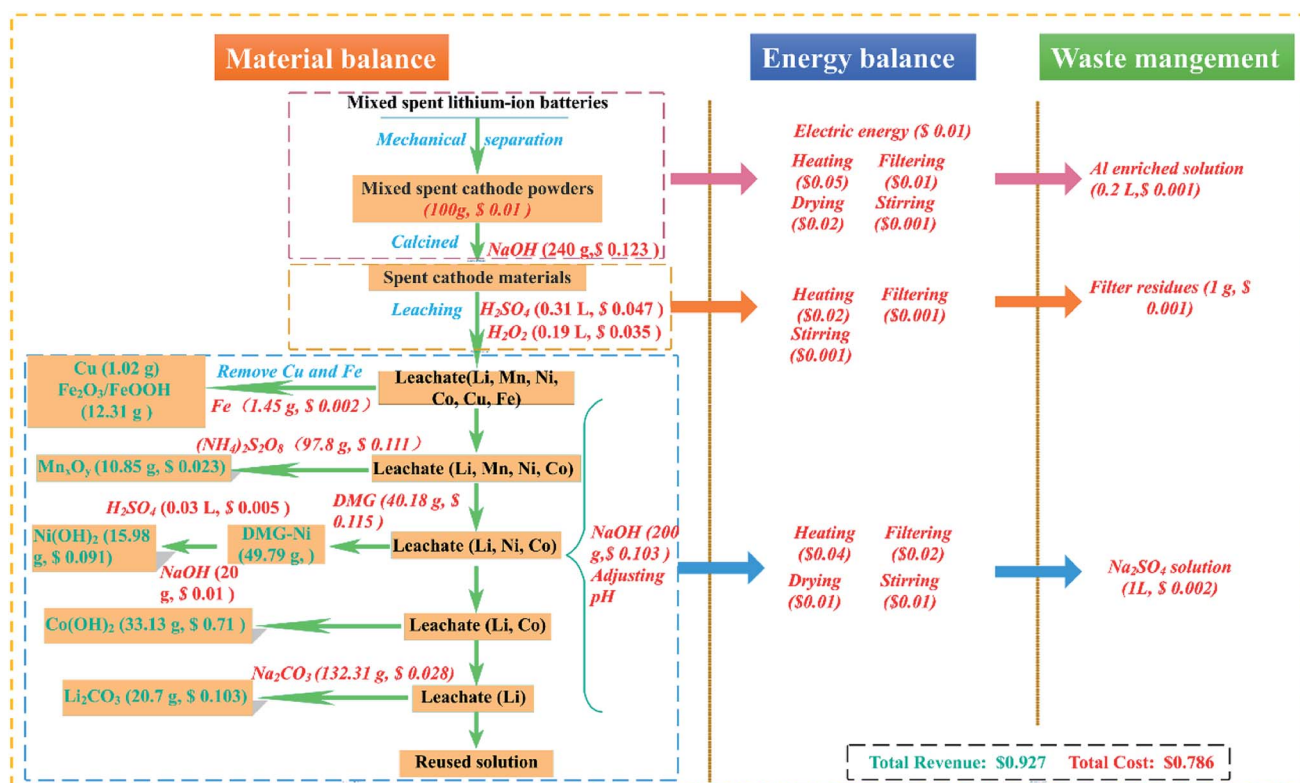 Material balance
Energy balance
Waste mangement
Mixed spent lithium-ion batteries
Mechanical separation
Mixed spent cathode powders
(100g, $ 0.01 )
Calcined
NaOH (240 g,$ 0.123 )
Electric energy ($ 0.01)
Heating Filtering
($0.05) ($0.01)
Drying Stirring
($0.02) ($0.001)
Al enriched solution
(0.2 L,$ 0.001)
Spent cathode materials
Leaching
H₂SO₄ (0.31 L, $ 0.047 )
H₂O₂ (0.19 L, $ 0.035 )
Heating Filtering
($0.02) ($0.001)
Stirring
($0.001)
Filter residues (1 g, $
0.001)
Cu (1.02 g)
Fe₂O₃/FeOOH
(12.31 g )
Remove Cu and Fe
Fe（1.45 g, $ 0.002）
Leachate(Li, Mn, Ni,
Co, Cu, Fe)
(NH₄)₂S₂O₈（97.8 g, $ 0.111）
MnₓOᵧ (10.85 g, $ 0.023)
Leachate (Li, Mn, Ni, Co)
H₂SO₄ (0.03 L, $ 0.005 )
DMG (40.18 g, $
0.115)
Ni(OH)₂ (15.98
g, $ 0.091)
DMG-Ni
(49.79 g, )
Leachate (Li, Ni, Co)
NaOH (20
g, $ 0.01 )
NaOH (200
g,$ 0.103 )
Adjusting
pH
Heating Filtering
($0.04) ($0.02)
Drying Stirring
($0.01) ($0.01)
Na₂SO₄ solution
(1L, $ 0.002)
Co(OH)₂ (33.13 g, $ 0.71 )
Leachate (Li, Co)
Na₂CO₃ (132.31 g, $ 0.028)
Li₂CO₃ (20.7 g, $ 0.103)
Leachate (Li)
Reused solution
Total Revenue: $0.927 Total Cost: $0.786